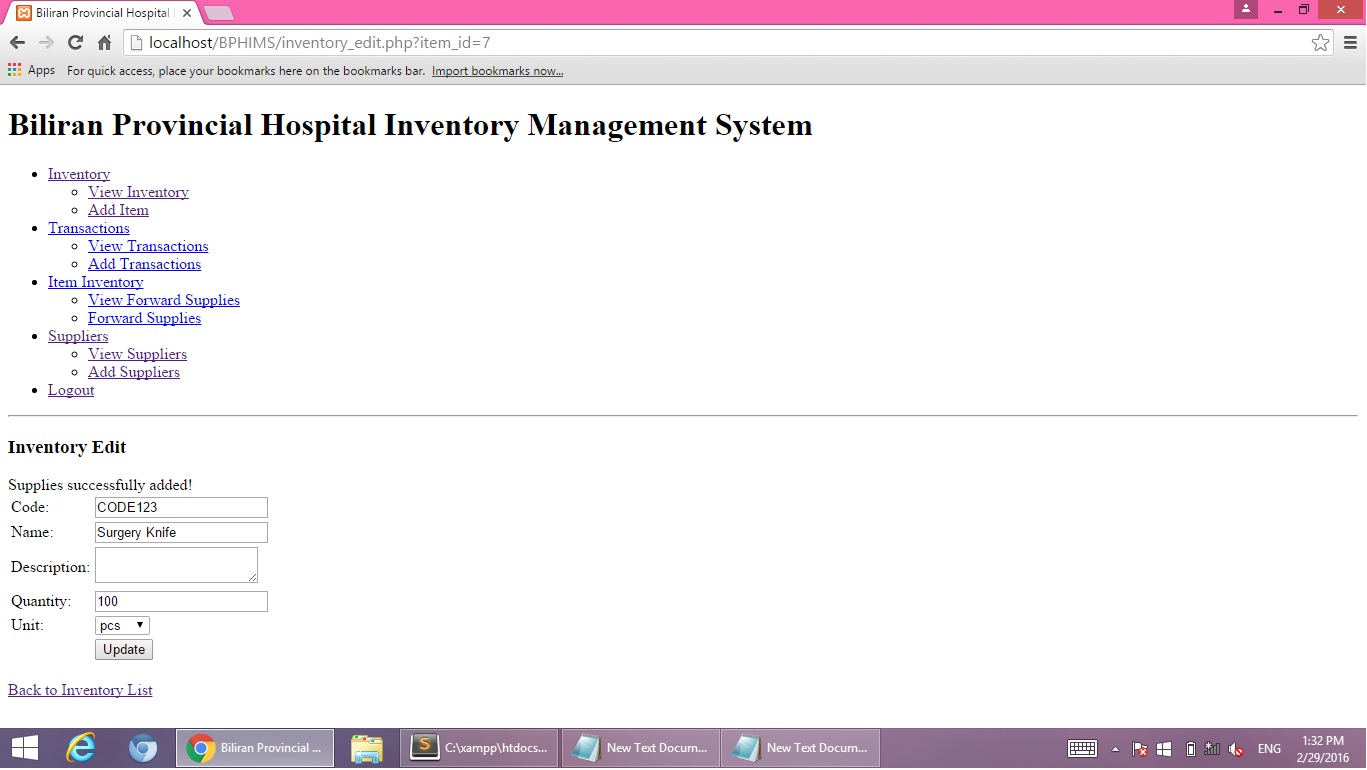 Biliran Provincial Hospital
localhost/BPHIMS/inventory_edit.php?item_id=7
Apps For quick access, place your bookmarks here on the bookmarks bar. Import bookmarks now...
Biliran Provincial Hospital Inventory Management System
Inventory
View Inventory
Add Item
Transactions
View Transactions
Add Transactions
Item Inventory
View Forward Supplies
Forward Supplies
Suppliers
View Suppliers
Add Suppliers
Logout
Inventory Edit
Supplies successfully added!
Code: CODE123
Name: Surgery Knife
Description:
Quantity: 100
Unit: pcs
Update
Back to Inventory List
Biliran Provincial ... C:\xampp\htdocs... New Text Docum... New Text Docum... ENG 1:32 PM
2/29/2016